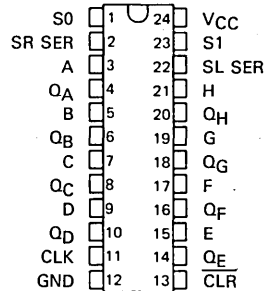 S0 1 24 VCC
SR SER 2 23 S1
A 3 22 SL SER
QA 4 21 H
B 5 20 QH
QB 6 19 G
C 7 18 QG
QC 8 17 F
D 9 16 QF
QD 10 15 E
CLK 11 14 QE
GND 12 13 C̅L̅R̅